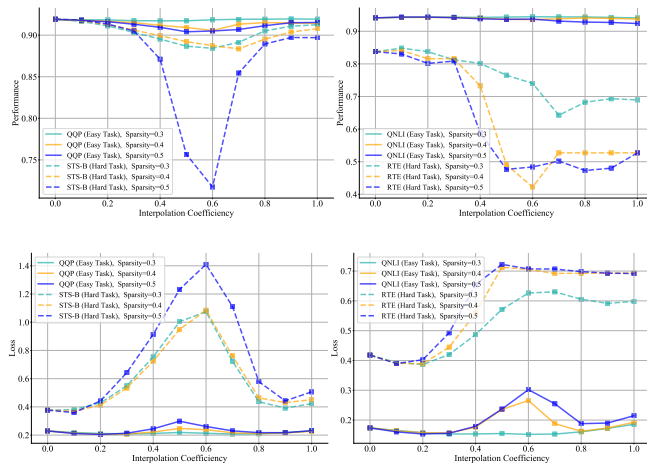 0.90
0.85
0.80
0.75
Performance
QQP (Easy Task), Sparsity=0.3
QQP (Easy Task), Sparsity=0.4
QQP (Easy Task), Sparsity=0.5
STS-B (Hard Task), Sparsity=0.3
STS-B (Hard Task), Sparsity=0.4
STS-B (Hard Task), Sparsity=0.5
0.0 0.2 0.4 0.6 0.8 1.0
Interpolation Coefficient
0.9
0.8
0.7
0.6
0.5
0.4
Performance
QNLI (Easy Task), Sparsity=0.3
QNLI (Easy Task), Sparsity=0.4
QNLI (Easy Task), Sparsity=0.5
RTE (Hard Task), Sparsity=0.3
RTE (Hard Task), Sparsity=0.4
RTE (Hard Task), Sparsity=0.5
0.0 0.2 0.4 0.6 0.8 1.0
Interpolation Coefficient
1.4
1.2
1.0
0.8
0.6
0.4
0.2
Loss
QQP (Easy Task), Sparsity=0.3
QQP (Easy Task), Sparsity=0.4
QQP (Easy Task), Sparsity=0.5
STS-B (Hard Task), Sparsity=0.3
STS-B (Hard Task), Sparsity=0.4
STS-B (Hard Task), Sparsity=0.5
0.0 0.2 0.4 0.6 0.8 1.0
Interpolation Coefficient
0.7
0.6
0.5
0.4
0.3
0.2
Loss
QNLI (Easy Task), Sparsity=0.3
QNLI (Easy Task), Sparsity=0.4
QNLI (Easy Task), Sparsity=0.5
RTE (Hard Task), Sparsity=0.3
RTE (Hard Task), Sparsity=0.4
RTE (Hard Task), Sparsity=0.5
0.0 0.2 0.4 0.6 0.8 1.0
Interpolation Coefficient